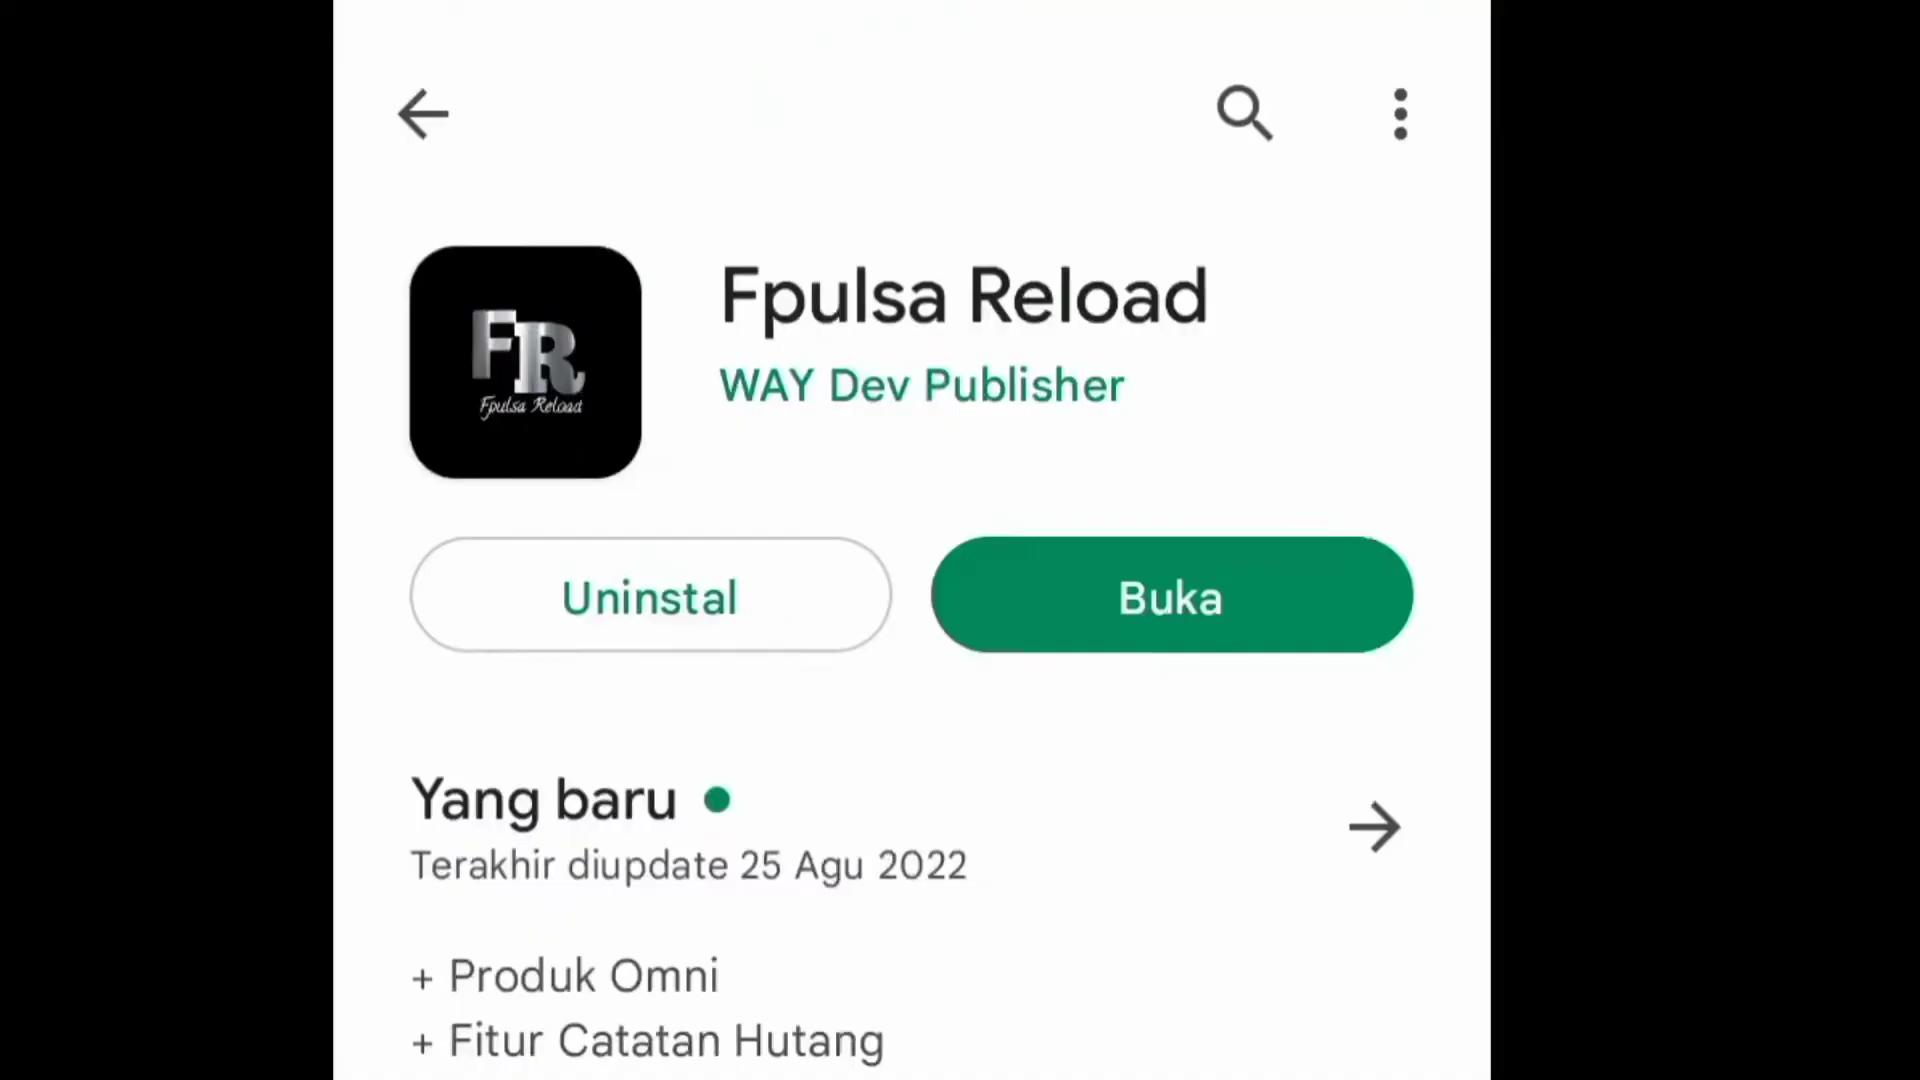 FR
Fpulsa Reload
Fpulsa Reload
WAY Dev Publisher
Uninstal
Buka
Yang baru
Terakhir diupdate 25 Agu 2022
+ Produk Omni
+ Fitur Catatan Hutang